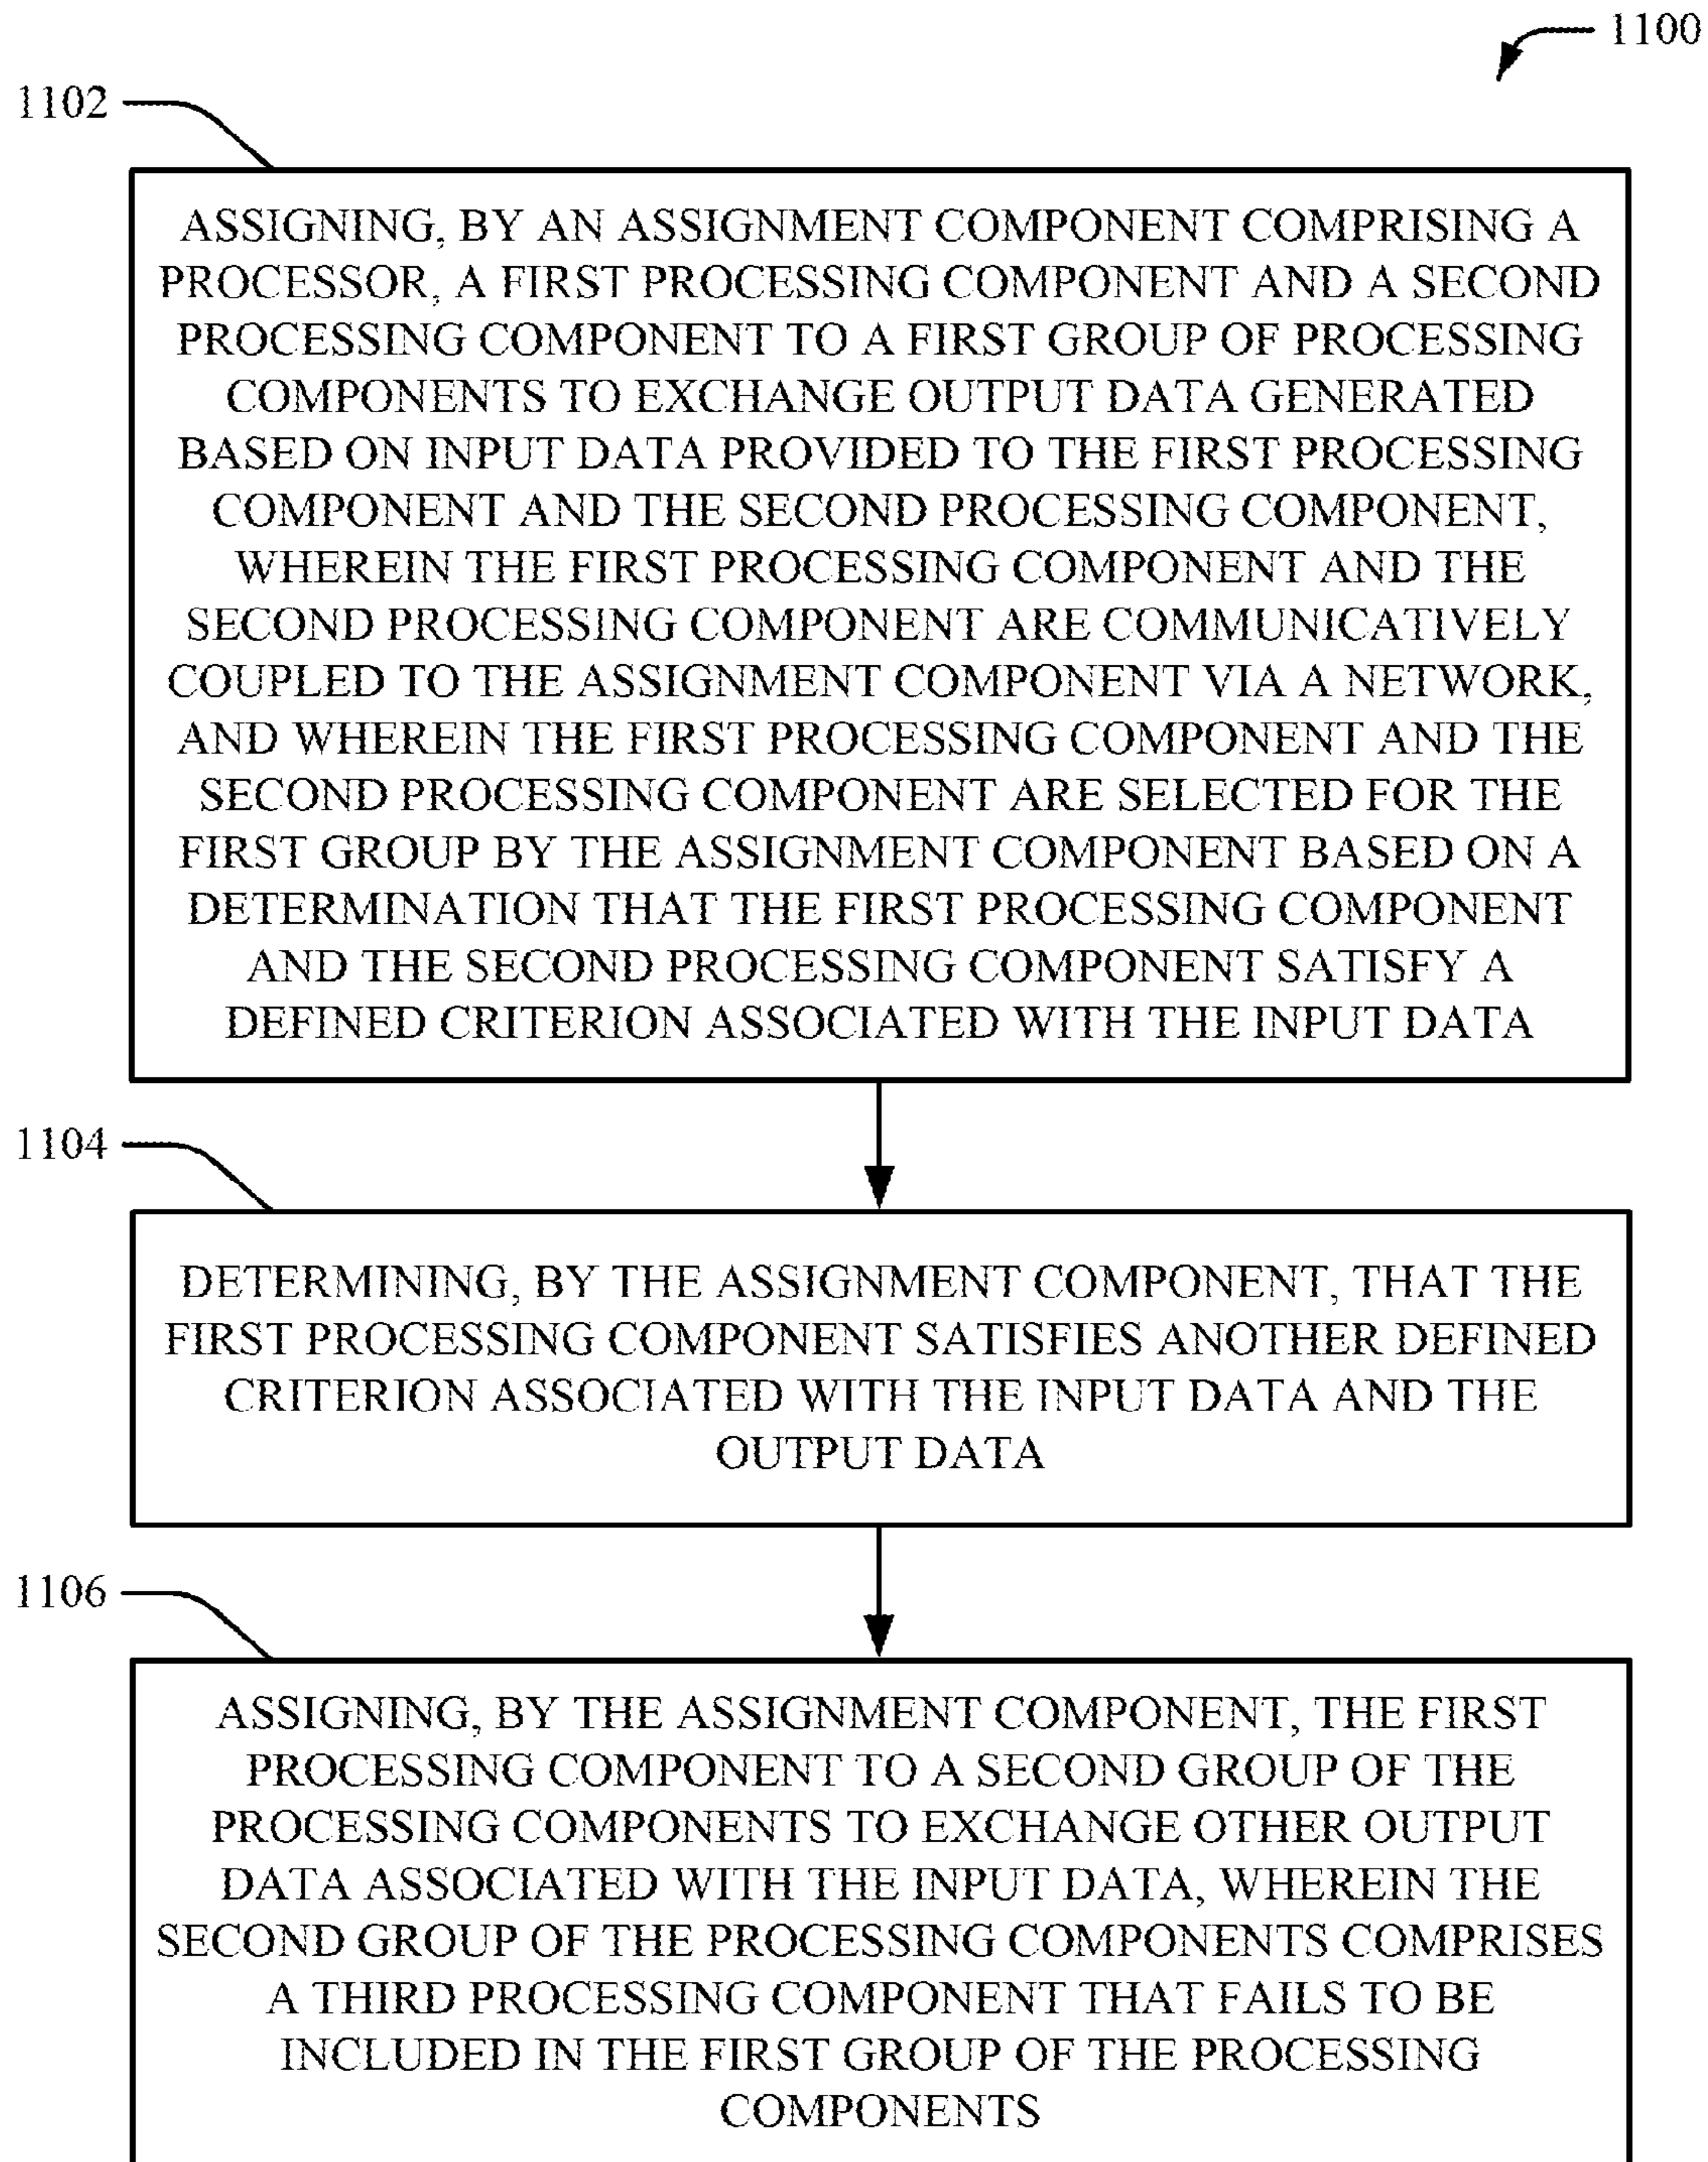 1100
1102
ASSIGNING, BY AN ASSIGNMENT COMPONENT COMPRISING A
PROCESSOR, A FIRST PROCESSING COMPONENT AND A SECOND
PROCESSING COMPONENT TO A FIRST GROUP OF PROCESSING
COMPONENTS TO EXCHANGE OUTPUT DATA GENERATED
BASED ON INPUT DATA PROVIDED TO THE FIRST PROCESSING
COMPONENT AND THE SECOND PROCESSING COMPONENT,
WHEREIN THE FIRST PROCESSING COMPONENT AND THE
SECOND PROCESSING COMPONENT ARE COMMUNICATIVELY
COUPLED TO THE ASSIGNMENT COMPONENT VIA A NETWORK,
AND WHEREIN THE FIRST PROCESSING COMPONENT AND THE
SECOND PROCESSING COMPONENT ARE SELECTED FOR THE
FIRST GROUP BY THE ASSIGNMENT COMPONENT BASED ON A
DETERMINATION THAT THE FIRST PROCESSING COMPONENT
AND THE SECOND PROCESSING COMPONENT SATISFY A
DEFINED CRITERION ASSOCIATED WITH THE INPUT DATA
1104
DETERMINING, BY THE ASSIGNMENT COMPONENT, THAT THE
FIRST PROCESSING COMPONENT SATISFIES ANOTHER DEFINED
CRITERION ASSOCIATED WITH THE INPUT DATA AND THE
OUTPUT DATA
1106
ASSIGNING, BY THE ASSIGNMENT COMPONENT, THE FIRST
PROCESSING COMPONENT TO A SECOND GROUP OF THE
PROCESSING COMPONENTS TO EXCHANGE OTHER OUTPUT
DATA ASSOCIATED WITH THE INPUT DATA, WHEREIN THE
SECOND GROUP OF THE PROCESSING COMPONENTS COMPRISES
A THIRD PROCESSING COMPONENT THAT FAILS TO BE
INCLUDED IN THE FIRST GROUP OF THE PROCESSING
COMPONENTS